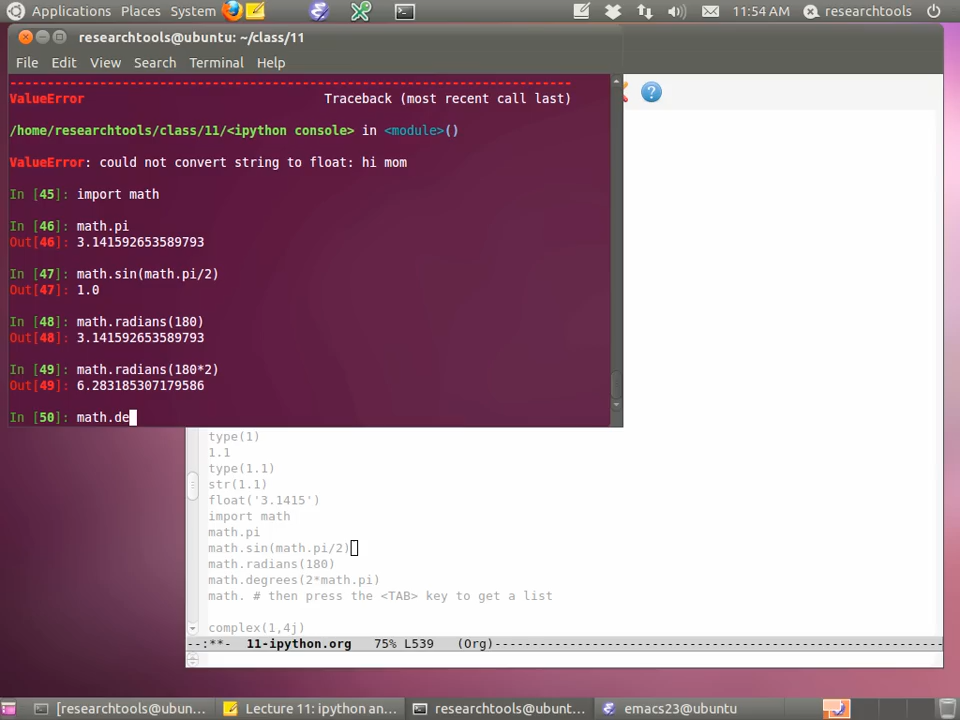 Applications Places System 11:54 AM researchtools
researchtools@ubuntu: ~/class/11
File Edit View Search Terminal Help
---------------------------------------------------------------------------
ValueError Traceback (most recent call last)
/home/researchtools/class/11/<ipython console> in <module>()
ValueError: could not convert string to float: hi mom
In [45]: import math
In [46]: math.pi
Out[46]: 3.141592653589793
In [47]: math.sin(math.pi/2)
Out[47]: 1.0
In [48]: math.radians(180)
Out[48]: 3.141592653589793
In [49]: math.radians(180*2)
Out[49]: 6.283185307179586
In [50]: math.de
type(1)
1.1
type(1.1)
str(1.1)
float('3.1415')
import math
math.pi
math.sin(math.pi/2)
math.radians(180)
math.degrees(2*math.pi)
math. # then press the <TAB> key to get a list
complex(1,4j)
--:**- 11-ipython.org 75% L539 (Org)--------------------------------------------------
[researchtools@ubun... Lecture 11: ipython an... researchtools@ubunt... emacs23@ubuntu